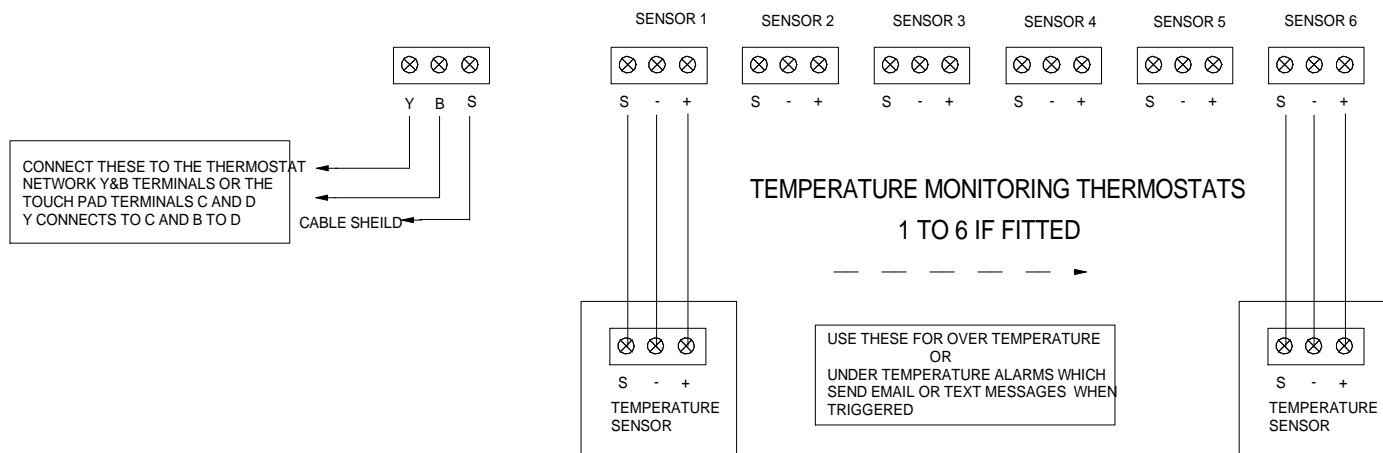 SENSOR 1 SENSOR 2 SENSOR 3 SENSOR 4 SENSOR 5 SENSOR 6
Y B S
S - + S - + S - + S - + S - + S - +
CONNECT THESE TO THE THERMOSTAT
NETWORK Y&B TERMINALS OR THE
TOUCH PAD TERMINALS C AND D
Y CONNECTS TO C AND B TO D
CABLE SHEILD
TEMPERATURE MONITORING THERMOSTATS
1 TO 6 IF FITTED
S - +
TEMPERATURE
SENSOR
USE THESE FOR OVER TEMPERATURE
OR
UNDER TEMPERATURE ALARMS WHICH
SEND EMAIL OR TEXT MESSAGES WHEN
TRIGGERED
S - +
TEMPERATURE
SENSOR